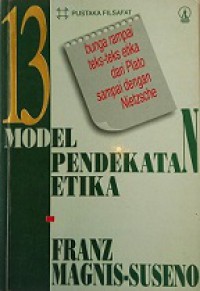 PUSTAKA FILSAFAT
bunga rampai
teks-teks etika
dari Plato
sampai dengan
Nietzsche
13
MODEL
PENDEKATAN
ETIKA
FRANZ
MAGNIS-SUSENO